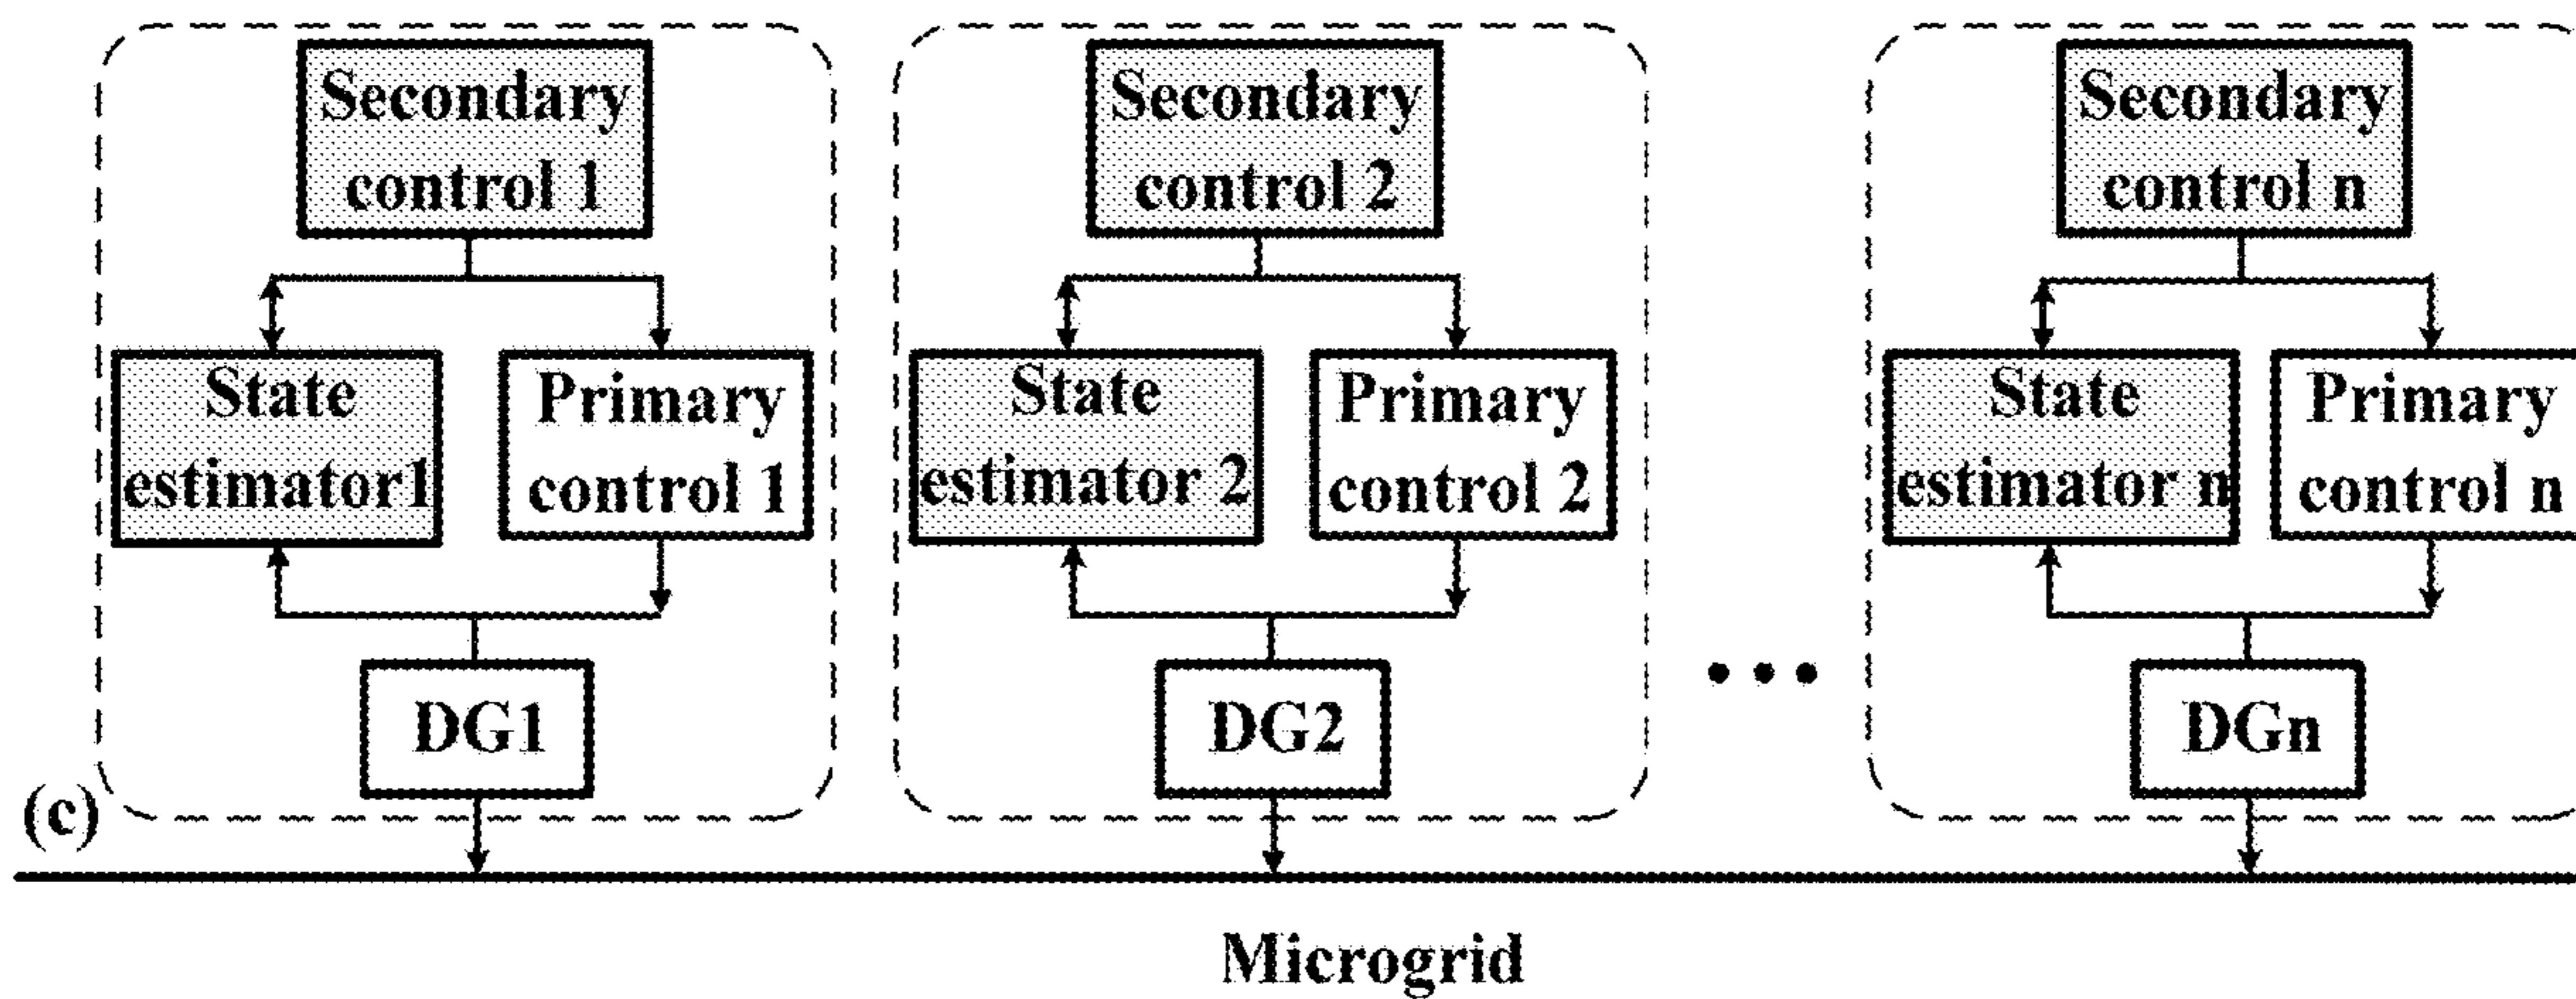 Secondary
control 1
Secondary
control 2
Secondary
control n
State
estimator1
Primary
control 1
State
estimator 2
Primary
control 2
State
estimator n
Primary
control n
DG1
DG2
...
DGn
(c)
Microgrid